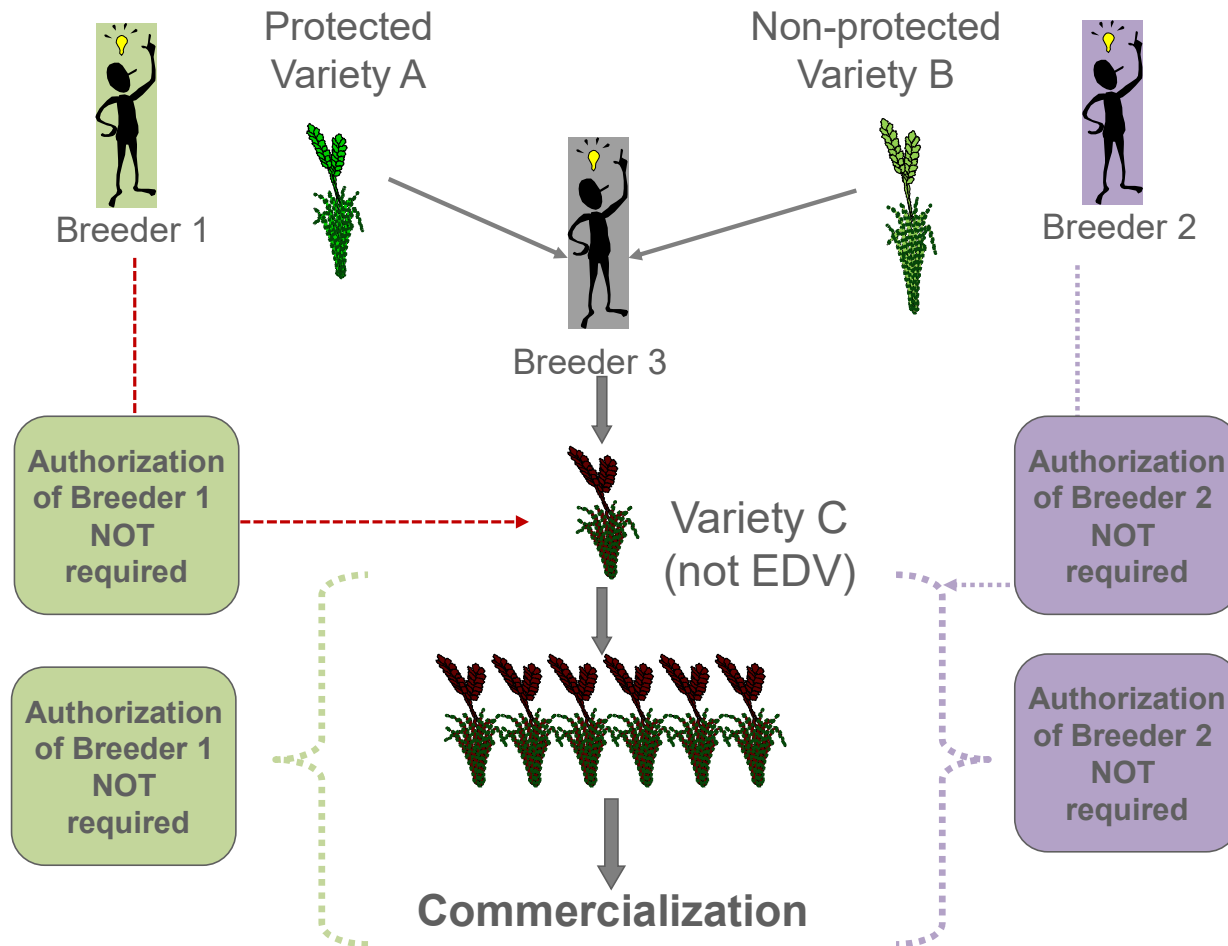 Protected
Variety A
Non-protected
Variety B
Breeder 1
Breeder 2
Breeder 3
Authorization
of Breeder 1
NOT
required
Variety C
(not EDV)
Authorization
of Breeder 2
NOT
required
Authorization
of Breeder 1
NOT
required
Authorization
of Breeder 2
NOT
required
Commercialization